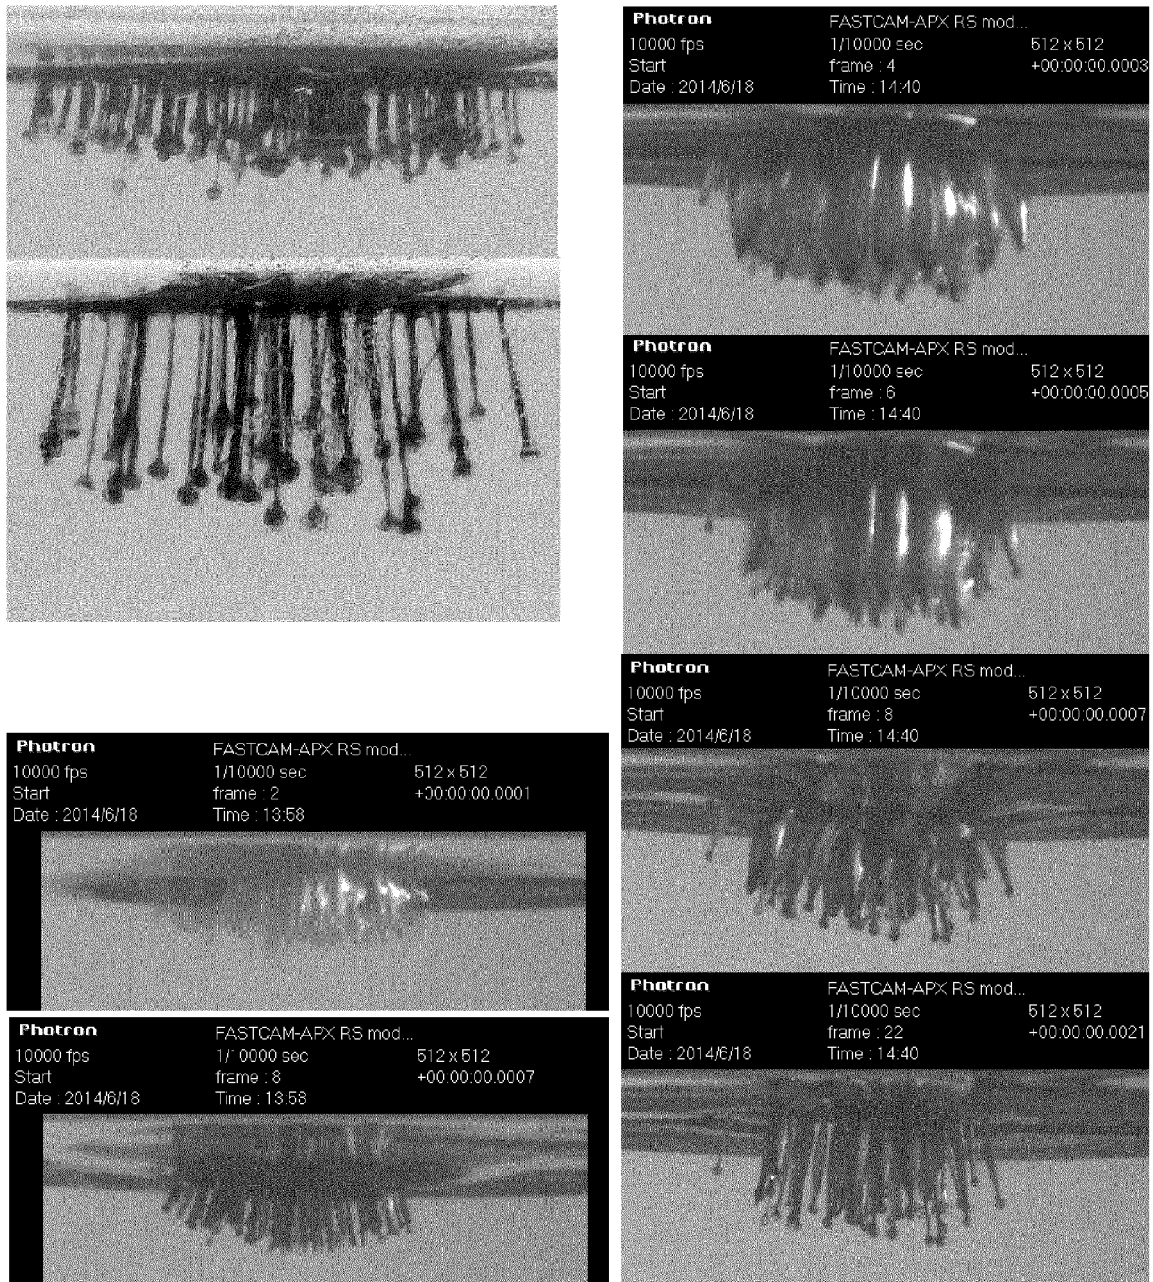 Photron
FASTCAM-APX RS mod...
10000 fps 1/10000 sec 512 x 512
Start frame : 4 +00:00:00.0003
Date : 2014/6/18 Time : 14:40
Photron
FASTCAM-APX RS mod...
10000 fps 1/10000 sec 512 x 512
Start frame : 6 +00:00:00.0005
Date : 2014/6/18 Time : 14:40
Photron
FASTCAM-APX RS mod...
10000 fps 1/10000 sec 512 x 512
Start frame : 8 +00:00:00.0007
Date : 2014/6/18 Time : 14:40
Photron
FASTCAM-APX RS mod...
10000 fps 1/10000 sec 512 x 512
Start frame : 22 +00:00:00.0021
Date : 2014/6/18 Time : 14:40
Photron
FASTCAM-APX RS mod...
10000 fps 1/10000 sec 512 x 512
Start frame : 2 +00:00:00.0001
Date : 2014/6/18 Time : 13:58
Photron
FASTCAM-APX RS mod...
10000 fps 1/10000 sec 512 x 512
Start frame : 8 +00:00:00.0007
Date : 2014/6/18 Time : 13:58